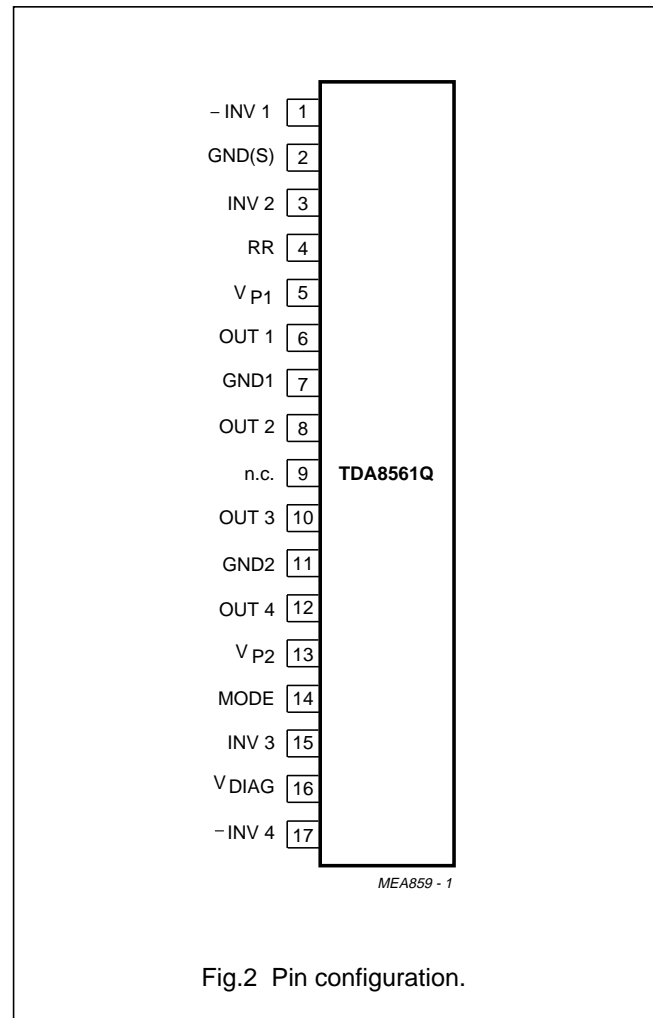 – INV 1 1
GND(S) 2
INV 2 3
RR 4
V P1 5
OUT 1 6
GND1 7
OUT 2 8
n.c. 9 TDA8561Q
OUT 3 10
GND2 11
OUT 4 12
V P2 13
MODE 14
INV 3 15
V DIAG 16
– INV 4 17
MEA859 - 1
Fig.2 Pin configuration.